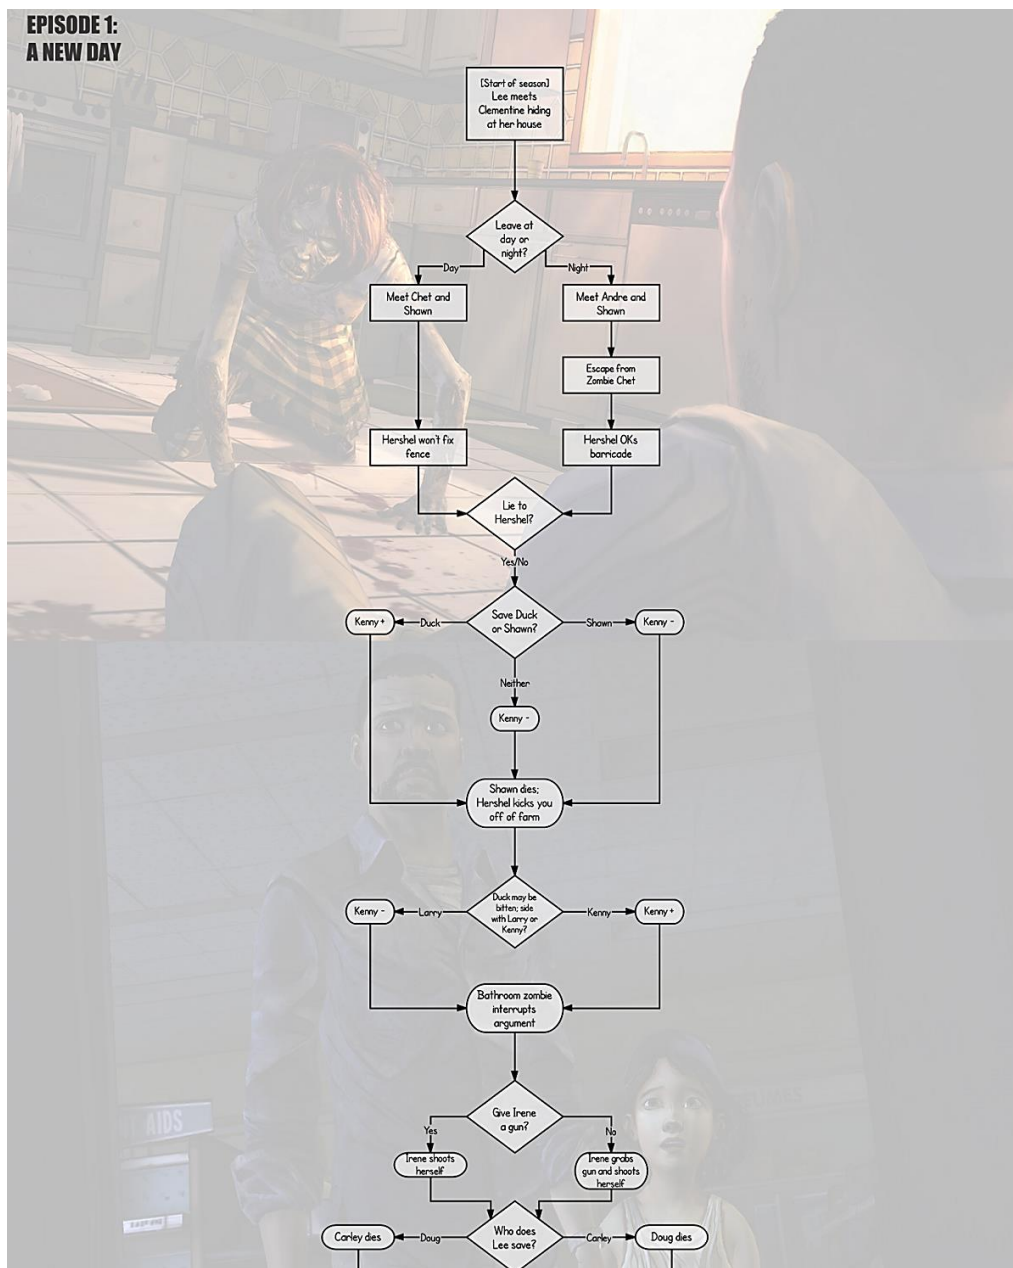 EPISODE 1:
A NEW DAY
[Start of season]
Lee meets
Clementine hiding
at her house
Leave at
day or
night?
Day
Night
Meet Chet and
Shawn
Meet Andre and
Shawn
Escape from
Zombie Chet
Hershel won't fix
fence
Hershel OKs
barricade
Lie to
Hershel?
Yes/No
Save Duck
or Shawn?
Kenny +
Duck
Shawn
Kenny -
Neither
Kenny -
Shawn dies;
Hershel kicks you
off of farm
Duck may be
bitten; side
with Larry or
Kenny?
Kenny -
Larry
Kenny
Kenny +
Bathroom zombie
interrupts
argument
Give Irene
a gun?
AIDS
Yes
No
Irene shoots
herself
Irene grabs
gun and shoots
herself
Who does
Lee save?
Carley dies
Doug
Carley
Doug dies